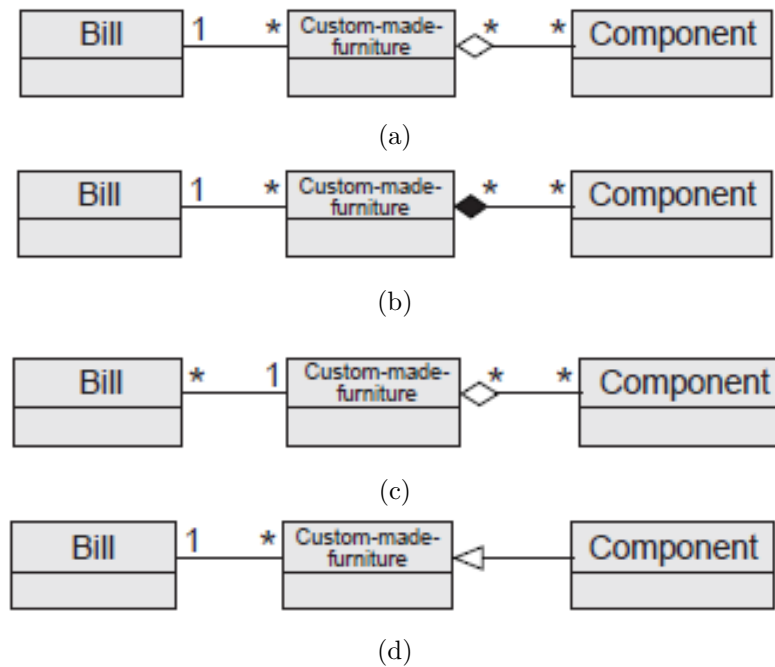 Bill 1 * Custom-made-furniture * * Component
(a)
Bill 1 * Custom-made-furniture * * Component
(b)
Bill * 1 Custom-made-furniture * * Component
(c)
Bill 1 * Custom-made-furniture Component
(d)